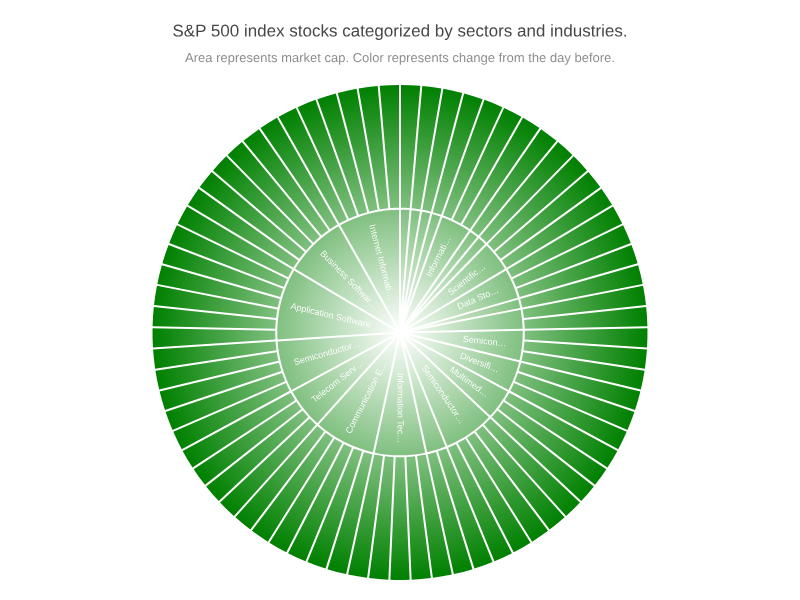 S&P 500 index stocks categorized by sectors and industries.
Area represents market cap. Color represents change from the day before.
Informati...
Scientific...
Data Sto...
Semicon...
Diversifi...
Multimed...
Semiconductor...
Information Tec...
Communication E...
Telecom Serv...
Semiconductor...
Application Software
Business Softwar...
Internet Informati...